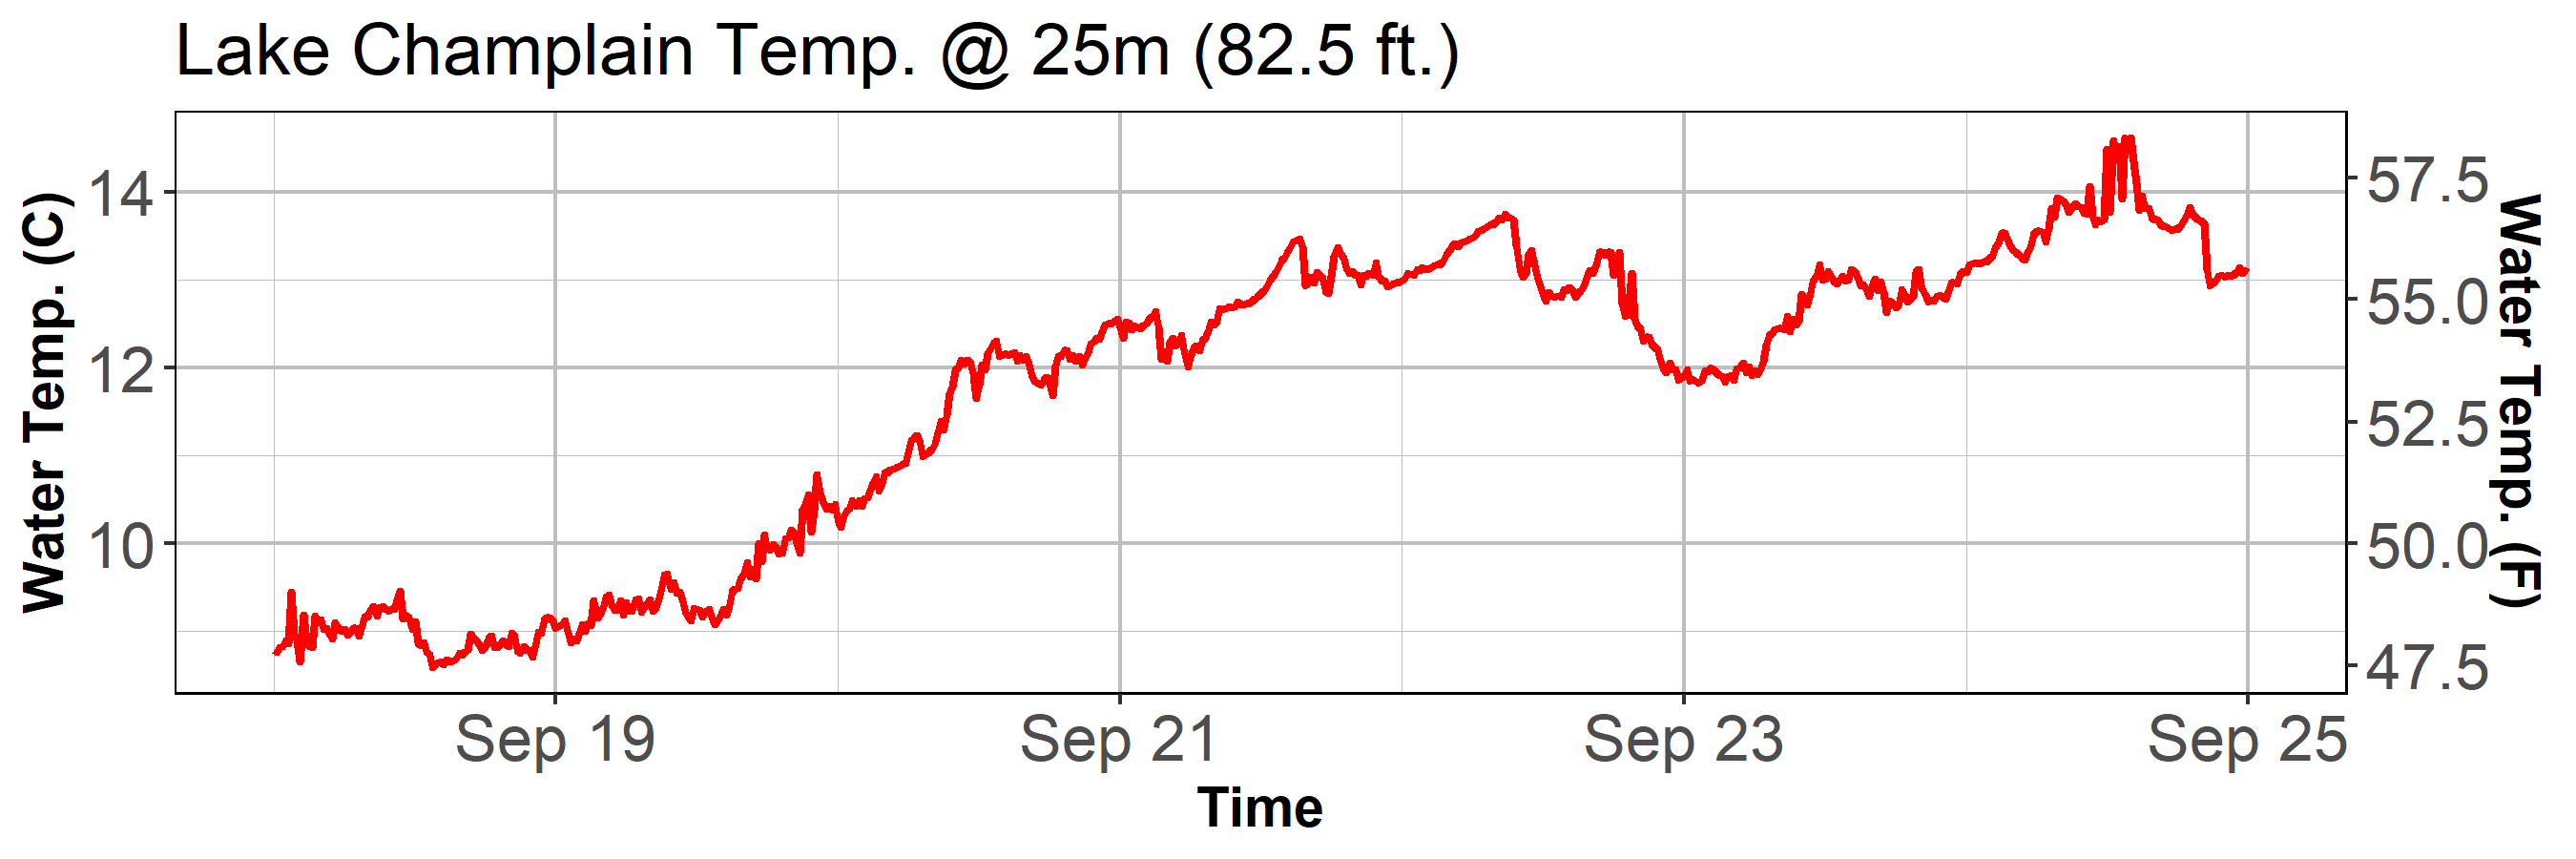 Lake Champlain Temp. @ 25m (82.5 ft.)
Water Temp. (C)
14
12
10
57.5
55.0
52.5
50.0
47.5
Water Temp. (F)
Sep 19 Sep 21 Sep 23 Sep 25
Time